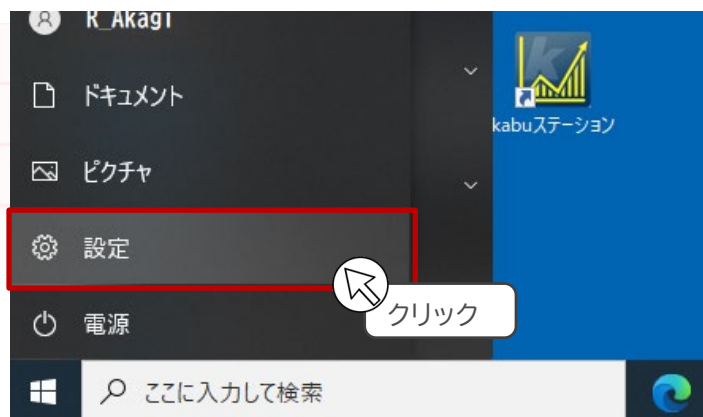 R_Akagi
ドキュメント
kabuステーション
ピクチャ
設定
クリック
電源
ここに入力して検索